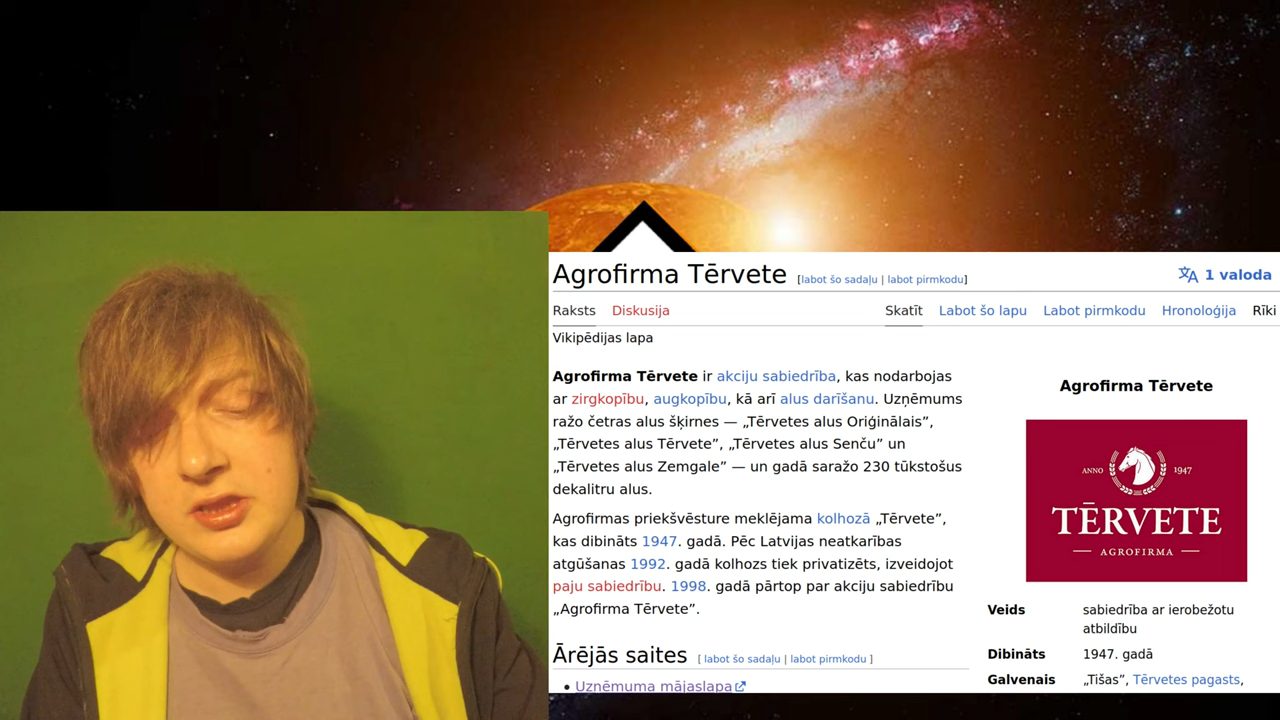 Agrofirma Tērvete [labot šo sadaļu | labot pirmkodu]
1 valoda
Raksts Diskusija Skatīt Labot šo lapu Labot pirmkodu Hronoloģija Rīki
Vikipēdijas lapa
Agrofirma Tērvete ir akciju sabiedrība, kas nodarbojas
ar zirgkopību, augkopību, kā arī alus darīšanu. Uzņēmums
ražo četras alus šķirnes — „Tērvetes alus Oriģinālais”,
„Tērvetes alus Tērvete”, „Tērvetes alus Senču” un
„Tērvetes alus Zemgale” — un gadā saražo 230 tūkstošus
dekalitru alus.
Agrofirmas priekšvēsture meklējama kolhozā „Tērvete”,
kas dibināts 1947. gadā. Pēc Latvijas neatkarības
atgūšanas 1992. gadā kolhozs tiek privatizēts, izveidojot
paju sabiedrību. 1998. gadā pārtop par akciju sabiedrību
„Agrofirma Tērvete”.
Ārējās saites [ labot šo sadaļu | labot pirmkodu ]
• Uzņēmuma mājaslapa
Agrofirma Tērvete
ANNO 1947
TĒRVETE
AGROFIRMA
Veids sabiedrība ar ierobežotu
atbildību
Dibināts 1947. gadā
Galvenais „Tišas”, Tērvetes pagasts,